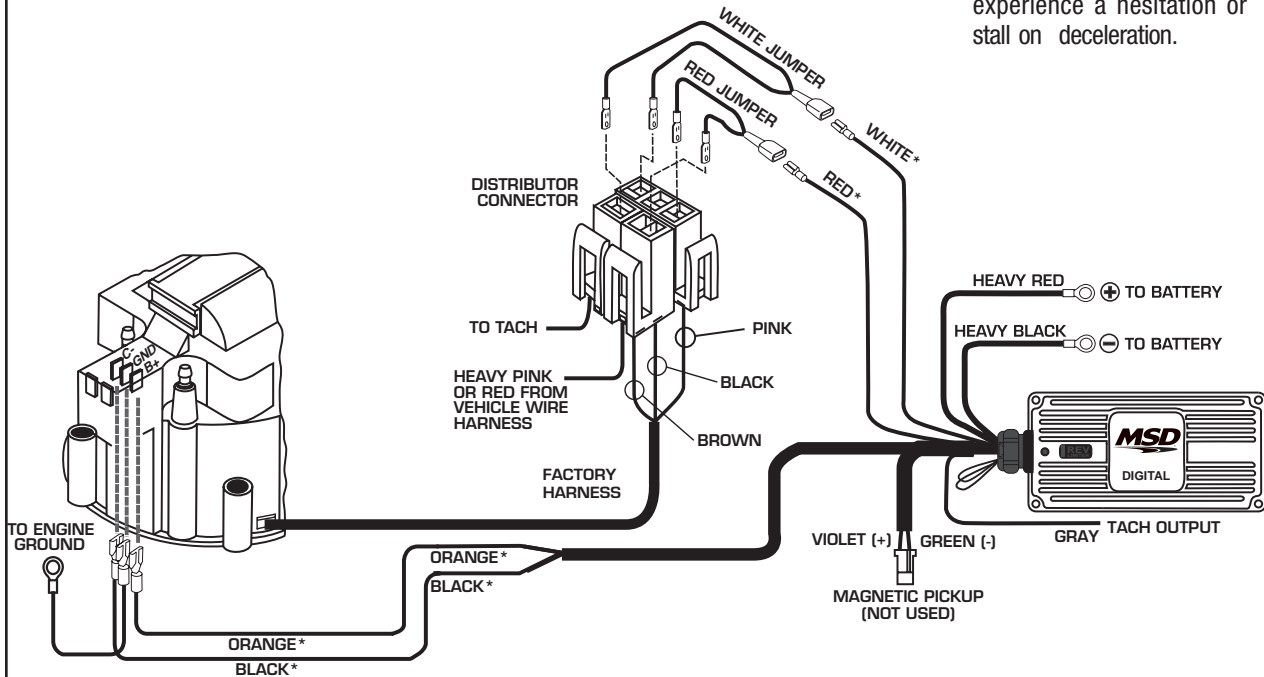 experience a hesitation or
stall on deceleration.
WHITE JUMPER
RED JUMPER
WHITE*
RED*
DISTRIBUTOR
CONNECTOR
HEAVY RED
+ TO BATTERY
HEAVY BLACK
- TO BATTERY
TO TACH
PINK
HEAVY PINK
OR RED FROM
VEHICLE WIRE
HARNESS
BLACK
BROWN
C-
GND
B+
MSD
DIGITAL
REV
FACTORY
HARNESS
TO ENGINE
GROUND
GRAY TACH OUTPUT
VIOLET (+) GREEN (-)
MAGNETIC PICKUP
(NOT USED)
ORANGE*
BLACK*
ORANGE*
BLACK*